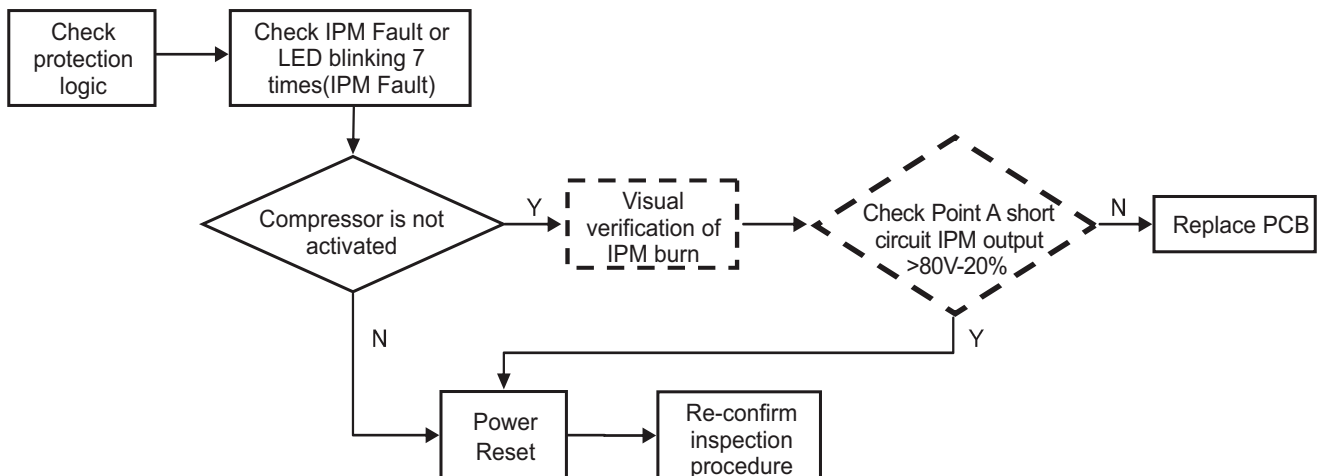 Check
protection
logic
Check IPM Fault or
LED blinking 7
times(IPM Fault)
Compressor is not
activated
Y
Visual
verification of
IPM burn
Check Point A short
circuit IPM output
>80V-20%
N
Replace PCB
N
Y
Power
Reset
Re-confirm
inspection
procedure